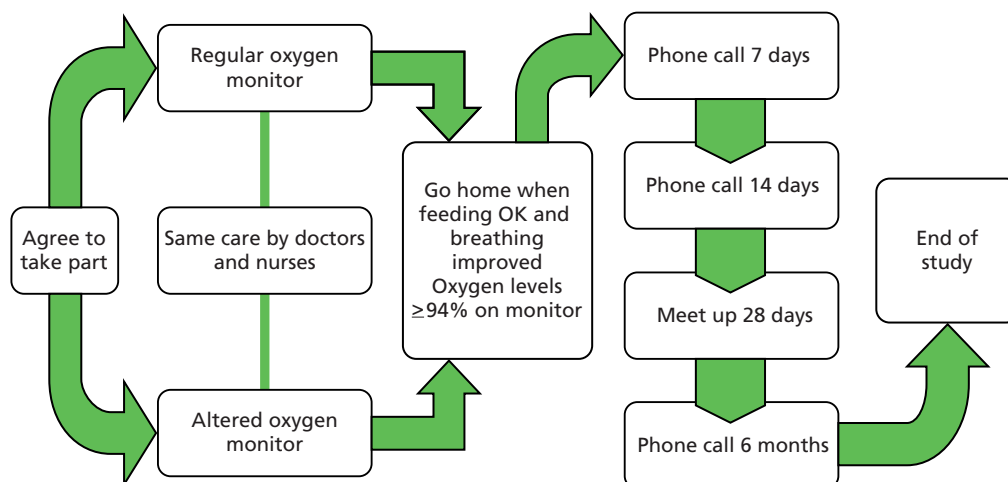 Agree to
take part
Regular oxygen
monitor
Same care by doctors
and nurses
Altered oxygen
monitor
Go home when
feeding OK and
breathing
improved
Oxygen levels
≥94% on monitor
Phone call 7 days
Phone call 14 days
Meet up 28 days
Phone call 6 months
End of
study